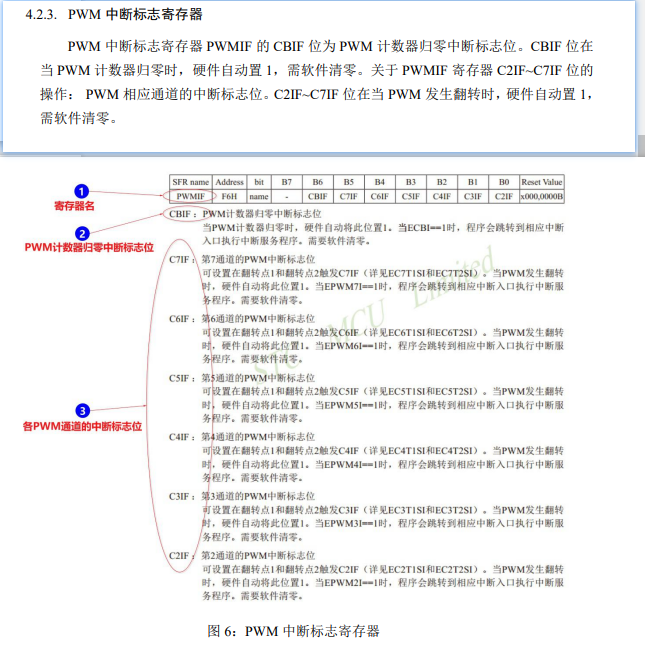 4.2.3. PWM 中断标志寄存器
PWM 中断标志寄存器 PWMIF 的 CBIF 位为 PWM 计数器归零中断标志位。CBIF 位在
当 PWM 计数器归零时，硬件自动置 1，需软件清零。关于 PWMIF 寄存器 C2IF~C7IF 位的
操作： PWM 相应通道的中断标志位。C2IF~C7IF 位在当 PWM 发生翻转时，硬件自动置 1，
需软件清零。
SFR name Address bit B7 B6 B5 B4 B3 B2 B1 B0 Reset Value
PWMIF F6H name - CBIF C7IF C6IF C5IF C4IF C3IF C2IF x000,0000B
1
寄存器名
CBIF： PWM计数器归零中断标志位
当PWM计数器归零时，硬件自动将此位置1。当ECBI==1时，程序会跳转到相应中断
入口执行中断服务程序。需要软件清零。
2
PWM计数器归零中断标志位
C7IF： 第7通道的PWM中断标志位
可设置在翻转点1和翻转点2触发C7IF（详见EC7T1SI和EC7T2SI）。当PWM发生翻转
时，硬件自动将此位置1。当EPWM7I==1时，程序会跳转到相应中断入口执行中断服
务程序。需要软件清零。
C6IF： 第6通道的PWM中断标志位
可设置在翻转点1和翻转点2触发C6IF（详见EC6T1SI和EC6T2SI）。当PWM发生翻转
时，硬件自动将此位置1。当EPWM6I==1时，程序会跳转到相应中断入口执行中断服
务程序。需要软件清零。
C5IF： 第5通道的PWM中断标志位
可设置在翻转点1和翻转点2触发C5IF（详见EC5T1SI和EC5T2SI）。当PWM发生翻转
时，硬件自动将此位置1。当EPWM5I==1时，程序会跳转到相应中断入口执行中断服
务程序。需要软件清零。
3
各PWM通道的中断标志位
C4IF： 第4通道的PWM中断标志位
可设置在翻转点1和翻转点2触发C4IF（详见EC4T1SI和EC4T2SI）。当PWM发生翻转
时，硬件自动将此位置1。当EPWM4I==1时，程序会跳转到相应中断入口执行中断服
务程序。需要软件清零。
C3IF： 第3通道的PWM中断标志位
可设置在翻转点1和翻转点2触发C3IF（详见EC3T1SI和EC3T2SI）。当PWM发生翻转
时，硬件自动将此位置1。当EPWM3I==1时，程序会跳转到相应中断入口执行中断服
务程序。需要软件清零。
C2IF： 第2通道的PWM中断标志位
可设置在翻转点1和翻转点2触发C2IF（详见EC2T1SI和EC2T2SI）。当PWM发生翻转
时，硬件自动将此位置1。当EPWM2I==1时，程序会跳转到相应中断入口执行中断服
务程序。需要软件清零。
STC MCU Limited
图 6：PWM 中断标志寄存器